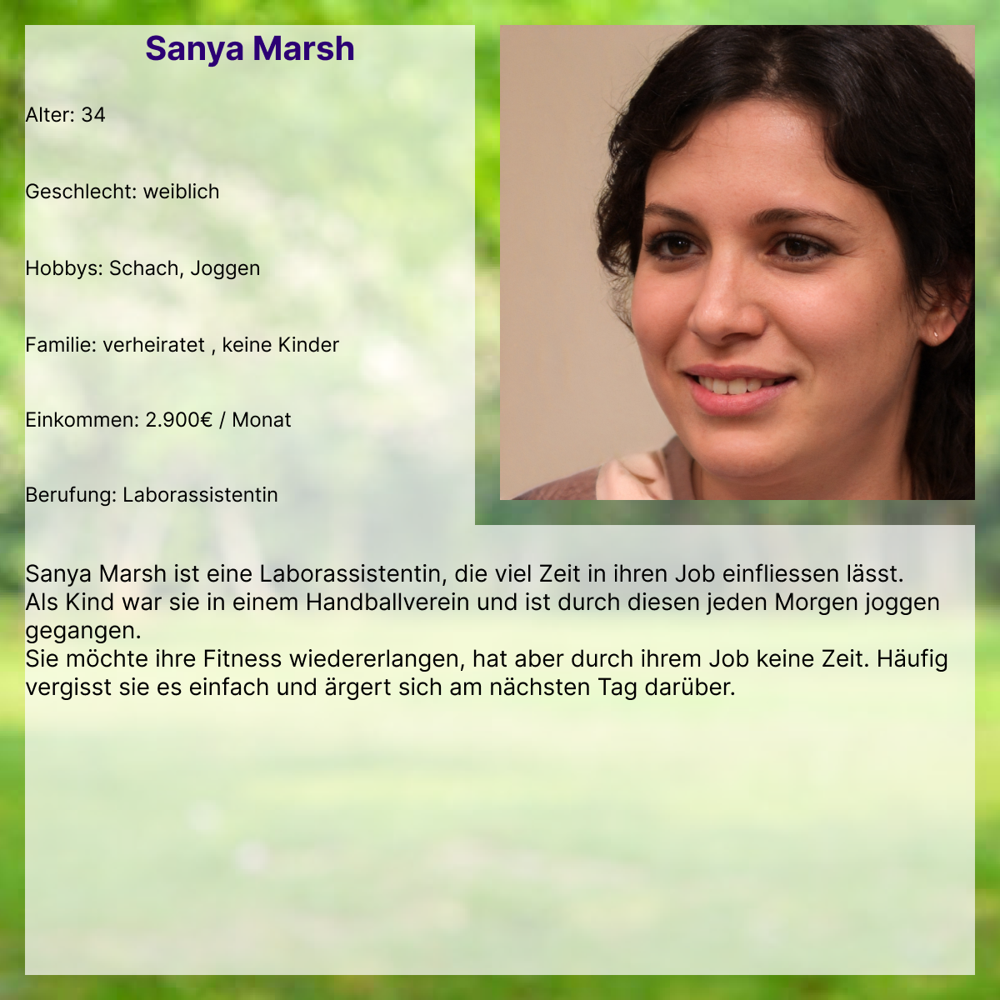 Sanya Marsh
Alter: 34
Geschlecht: weiblich
Hobbys: Schach, Joggen
Familie: verheiratet , keine Kinder
Einkommen: 2.900€ / Monat
Berufung: Laborassistentin
Sanya Marsh ist eine Laborassistentin, die viel Zeit in ihren Job einfliessen lässt.
Als Kind war sie in einem Handballverein und ist durch diesen jeden Morgen joggen
gegangen.
Sie möchte ihre Fitness wiedererlangen, hat aber durch ihrem Job keine Zeit. Häufig
vergisst sie es einfach und ärgert sich am nächsten Tag darüber.